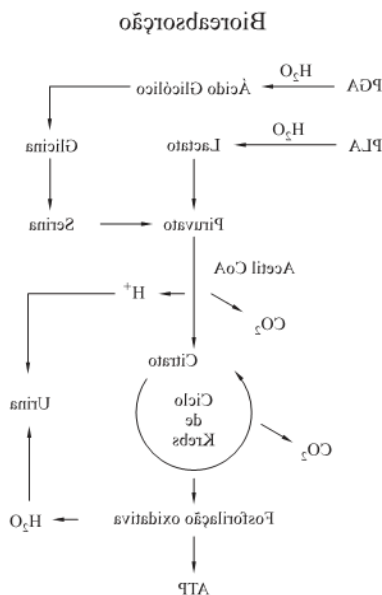 Bioreabsorção
PGA
H₂O
Ácido Glicólico
PLA
H₂O
Lactato
Glicina
Serina
Piruvato
Acetil CoA
H⁺
CO₂
Citrato
Ciclo
de
Krebs
CO₂
Urina
Fosforilação oxidativa
H₂O
ATP